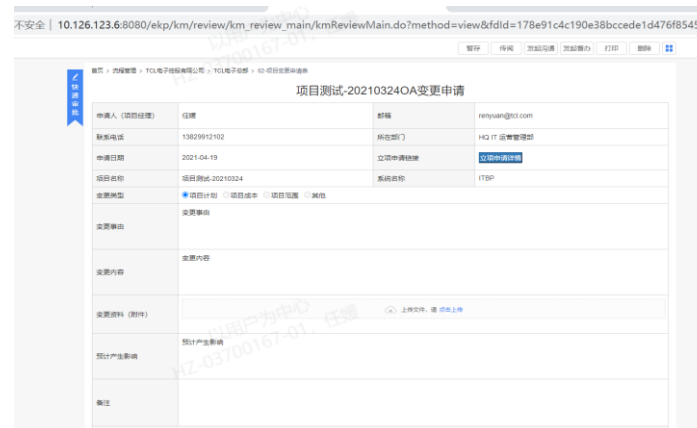 不安全 | 10.126.123.6:8080/ekp/km/review/km_review_main/kmReviewMain.do?method=view&fdId=178e91c4c190e38bccede1d476f8545
暂存 传阅 发起沟通 发起督办 打印 删除
首页 > 流程管理 > TCL电子控股有限公司 > TCL电子总部 > 02-项目变更申请表
快速审批
项目测试-20210324OA变更申请
申请人（项目经理） 任媛 邮箱 renyuan@tcl.com
联系电话 13829912102 所在部门 HQ IT 运营管理部
申请日期 2021-04-19 立项申请链接 立项申请详情
项目名称 项目测试-20210324 系统名称 ITBP
变更类型 项目计划 项目成本 项目范围 其他
变更事由 变更事由
变更内容 变更内容
变更资料（附件） 上传文件，请 点击上传
预计产生影响 预计产生影响
备注
以用户为中心
HZ-03700167-01，任媛